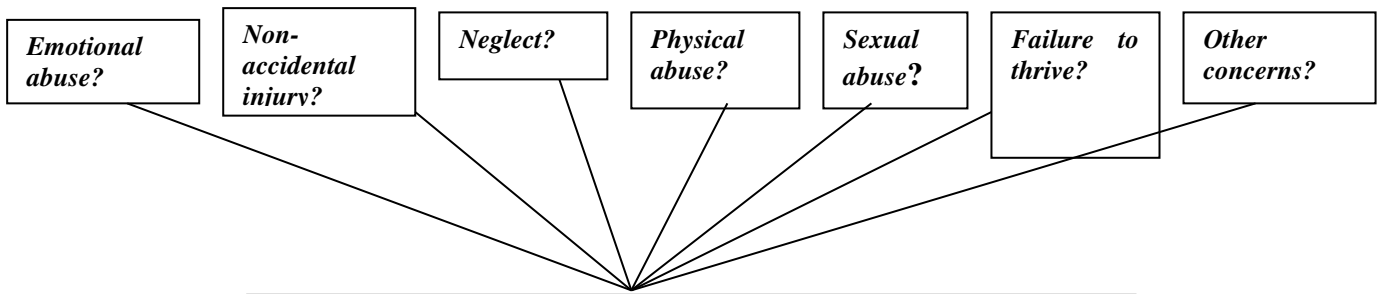 Emotional
abuse?
Non-
accidental
injury?
Neglect?
Physical
abuse?
Sexual
abuse?
Failure to
thrive?
Other
concerns?